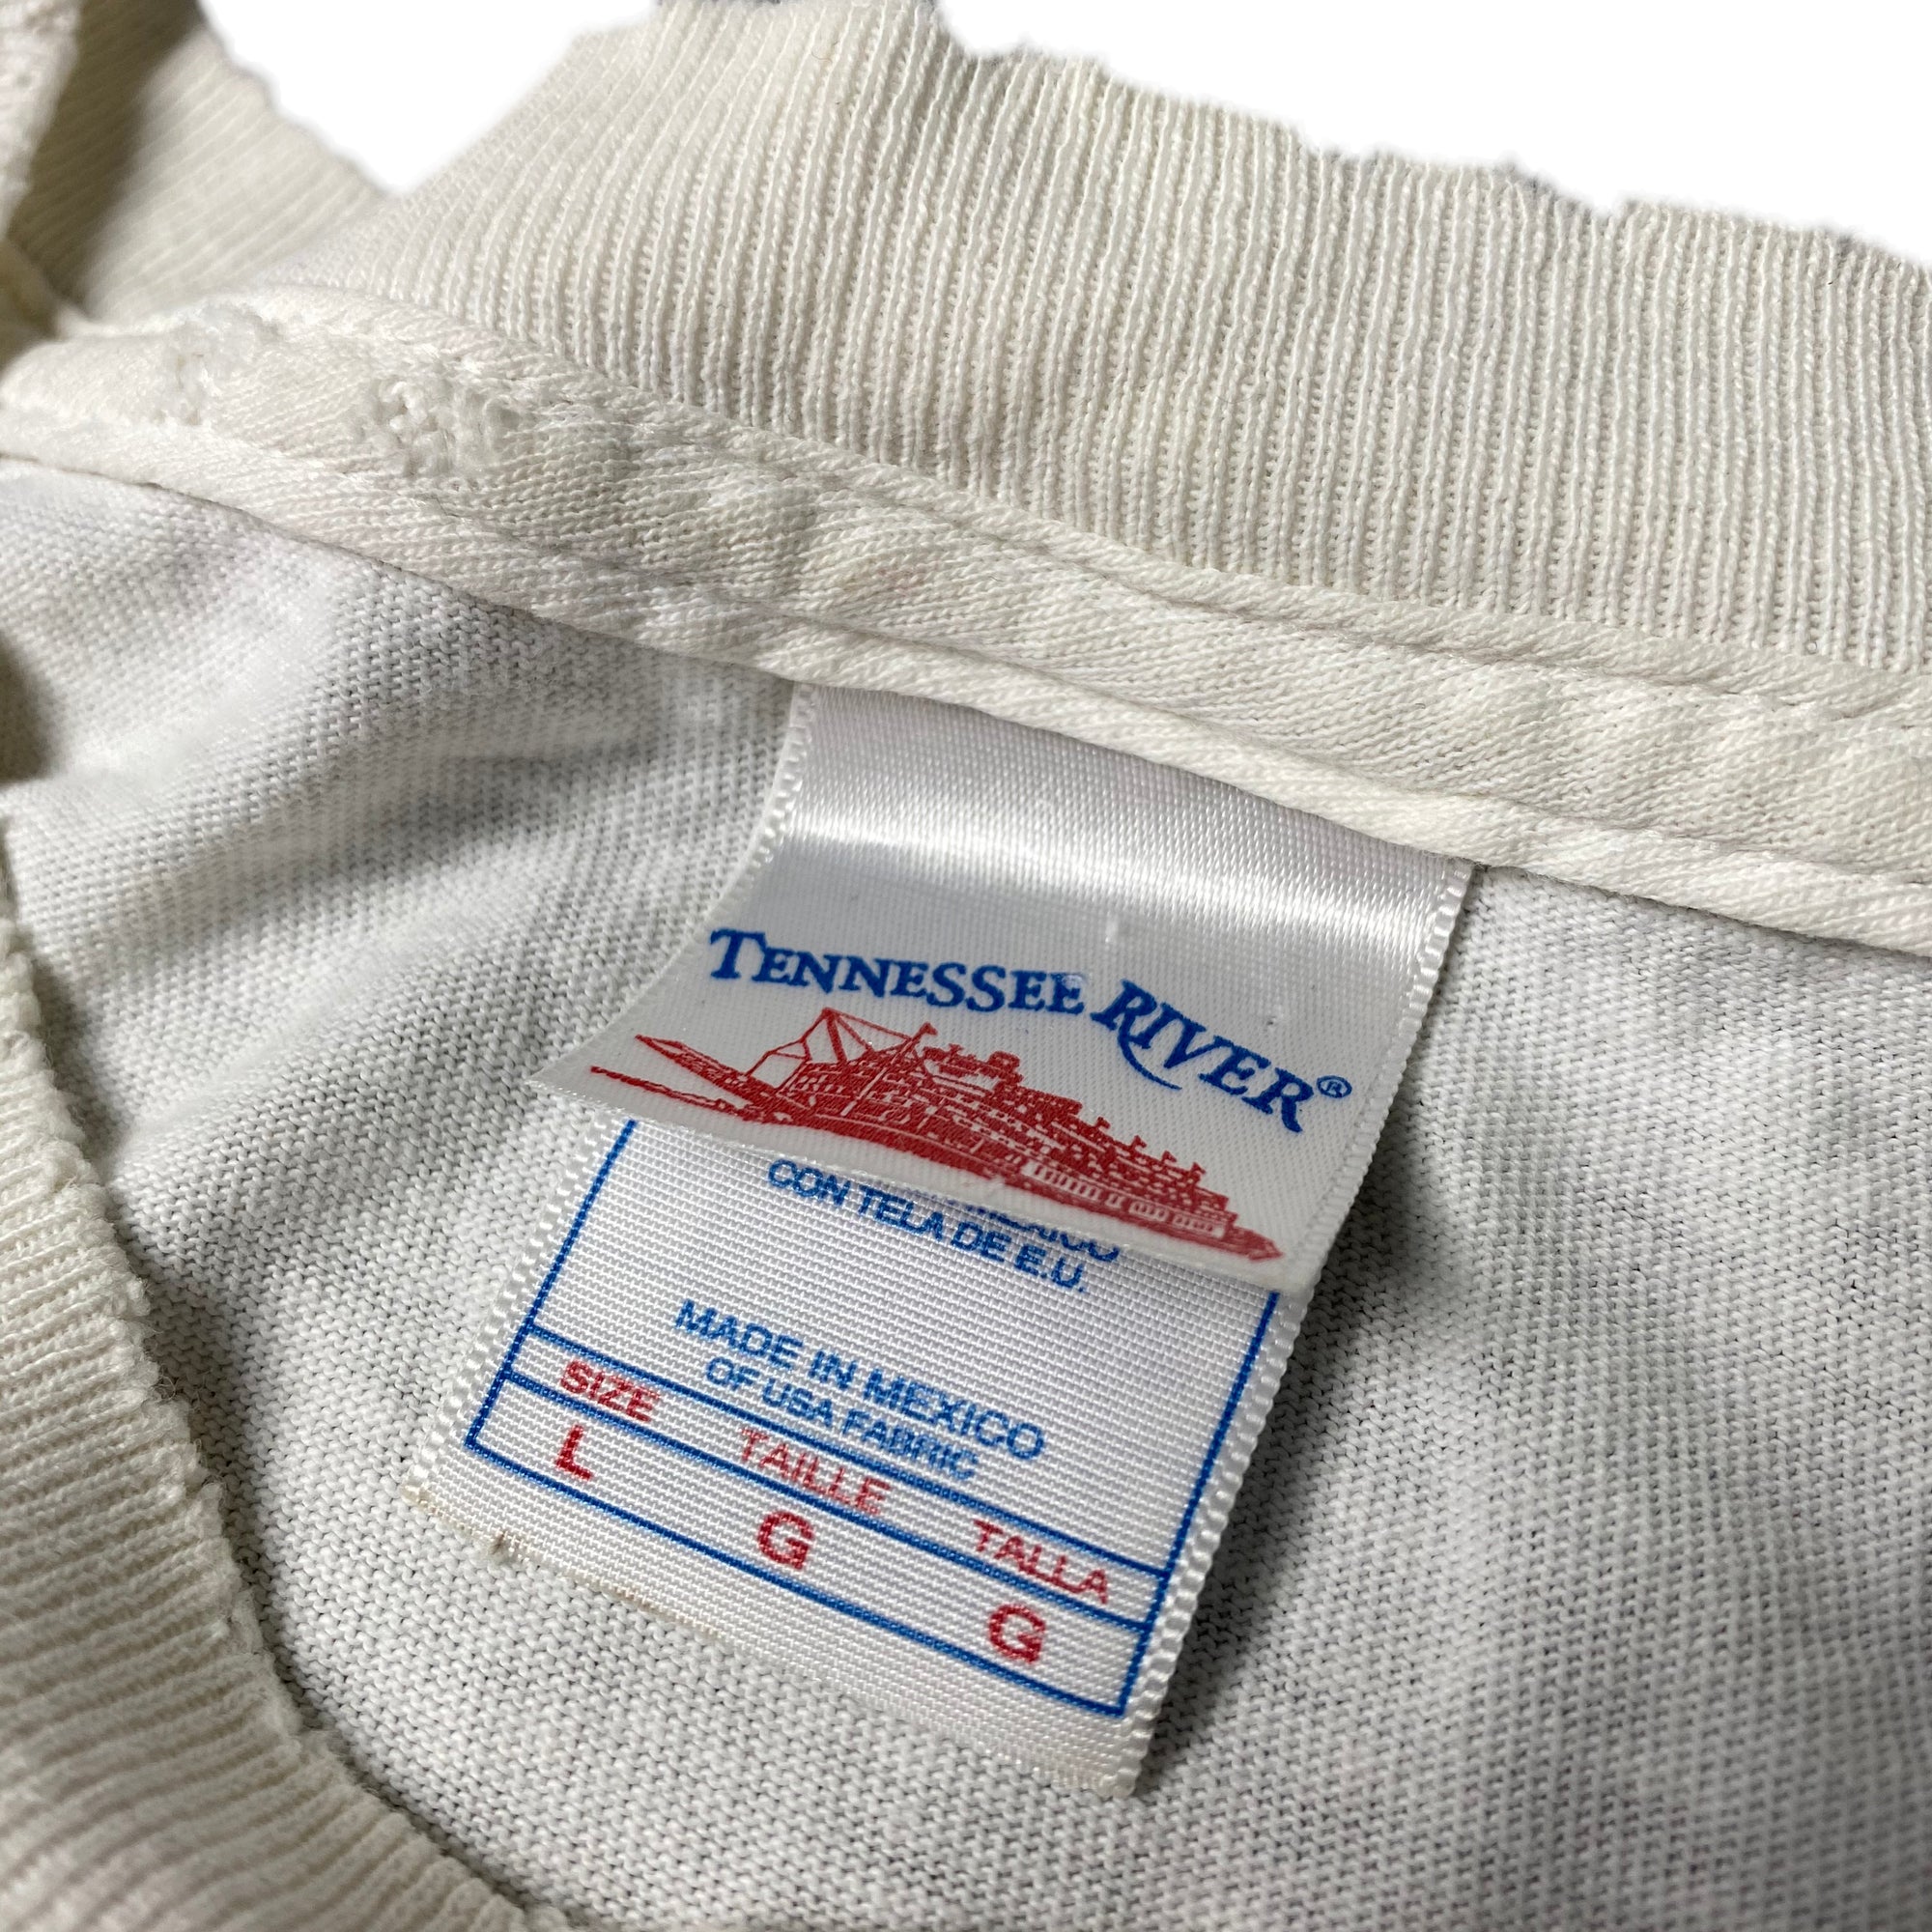 TENNESSEE RIVER®
CON TELA DE E.U.
MADE IN MEXICO
OF USA FABRIC
SIZE TAILLE TALLA
L G G